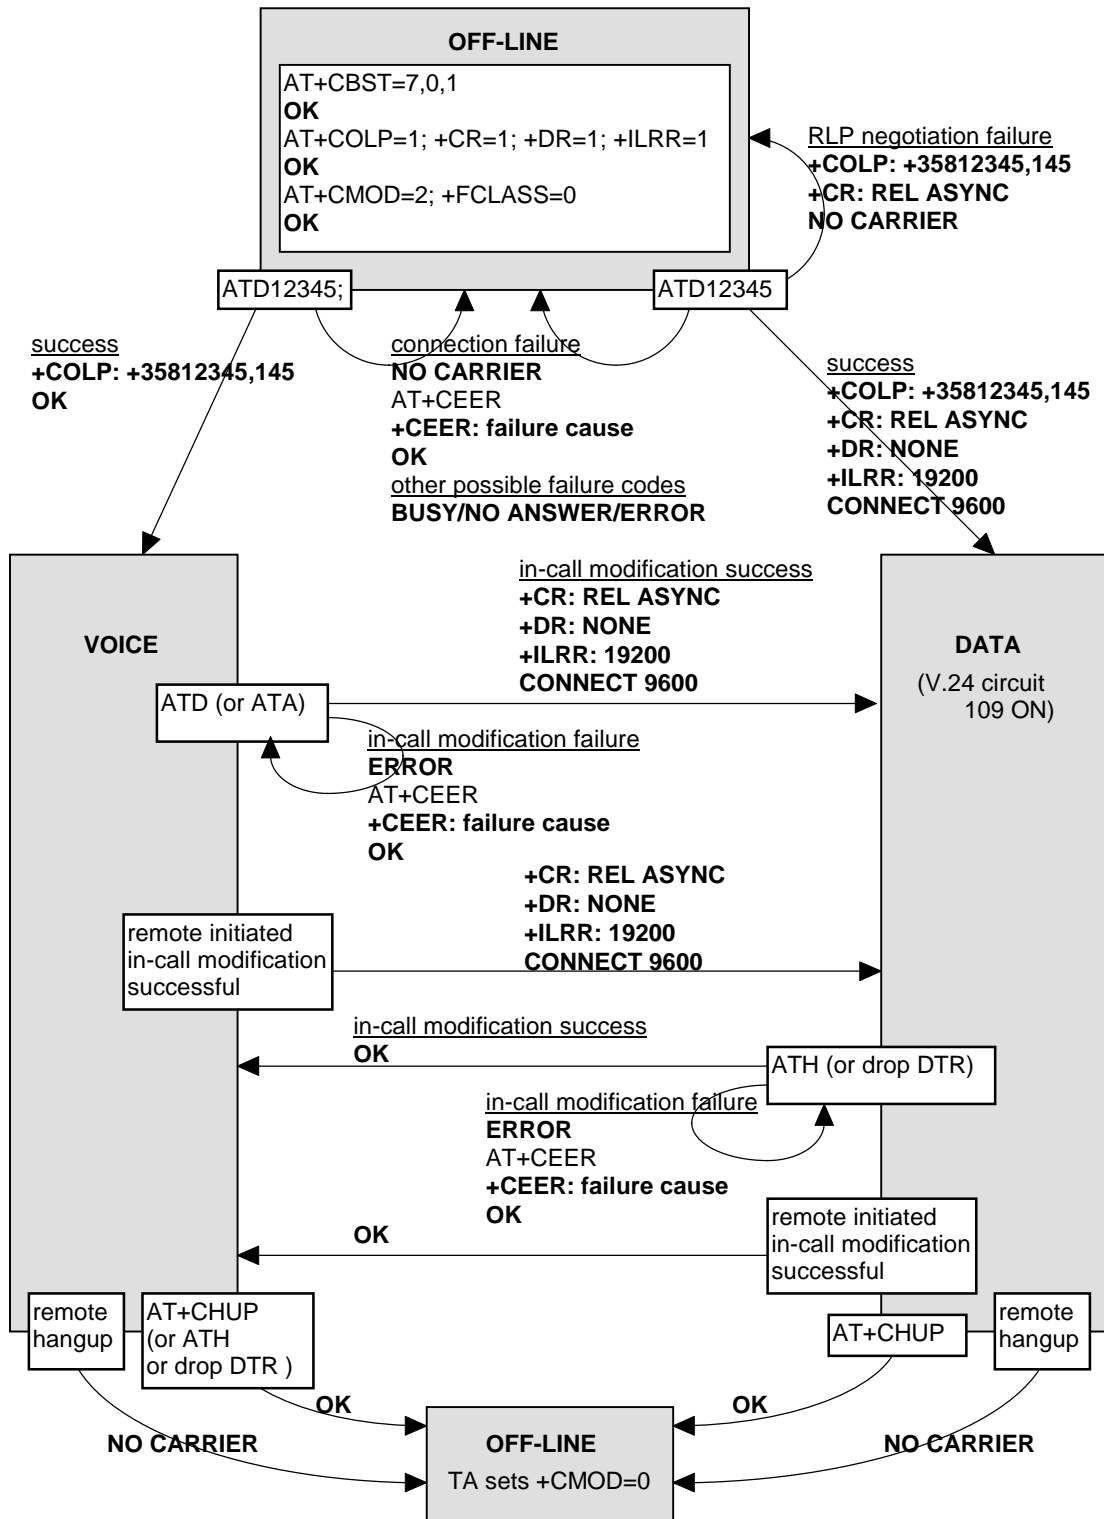 OFF-LINE
AT+CBST=7,0,1
OK
AT+COLP=1; +CR=1; +DR=1; +ILRR=1
OK
AT+CMOD=2; +FCLASS=0
OK
RLP negotiation failure
+COLP: +35812345,145
+CR: REL ASYNC
NO CARRIER
ATD12345;
ATD12345
success
+COLP: +35812345,145
OK
connection failure
NO CARRIER
AT+CEER
+CEER: failure cause
OK
other possible failure codes
BUSY/NO ANSWER/ERROR
success
+COLP: +35812345,145
+CR: REL ASYNC
+DR: NONE
+ILRR: 19200
CONNECT 9600
VOICE
in-call modification success
+CR: REL ASYNC
+DR: NONE
+ILRR: 19200
CONNECT 9600
DATA
(V.24 circuit
109 ON)
ATD (or ATA)
in-call modification failure
ERROR
AT+CEER
+CEER: failure cause
OK
+CR: REL ASYNC
+DR: NONE
+ILRR: 19200
CONNECT 9600
remote initiated
in-call modification
successful
in-call modification success
OK
ATH (or drop DTR)
in-call modification failure
ERROR
AT+CEER
+CEER: failure cause
OK
OK
remote initiated
in-call modification
successful
remote
hangup
AT+CHUP
(or ATH
or drop DTR )
AT+CHUP
remote
hangup
OK
OK
NO CARRIER
NO CARRIER
OFF-LINE
TA sets +CMOD=0